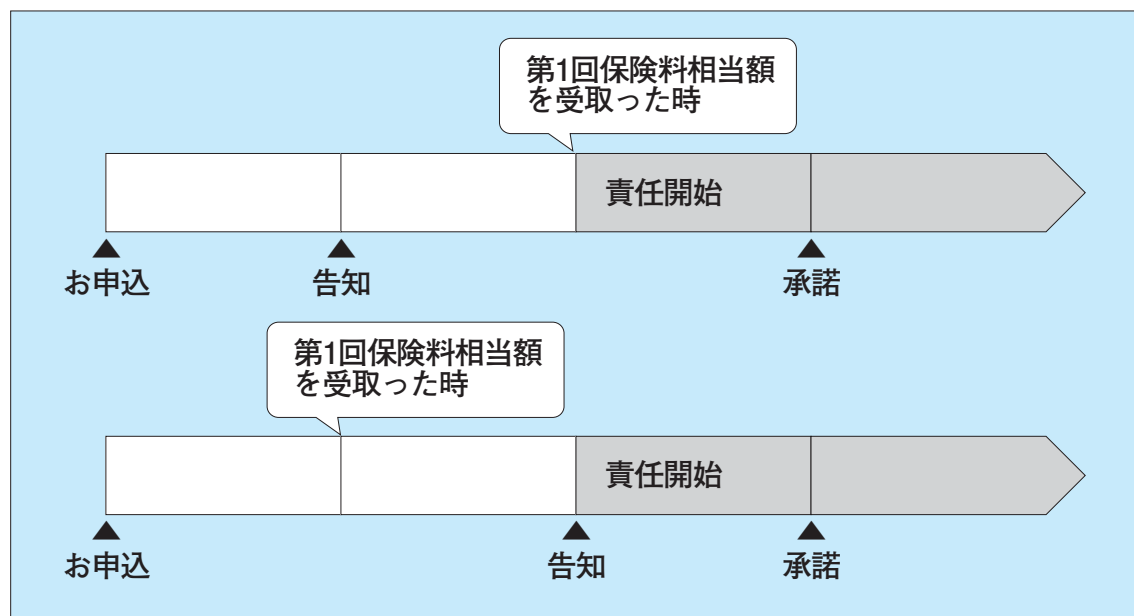 第1回保険料相当額
を受取った時
責任開始
お申込
告知
承諾
第1回保険料相当額
を受取った時
責任開始
お申込
告知
承諾